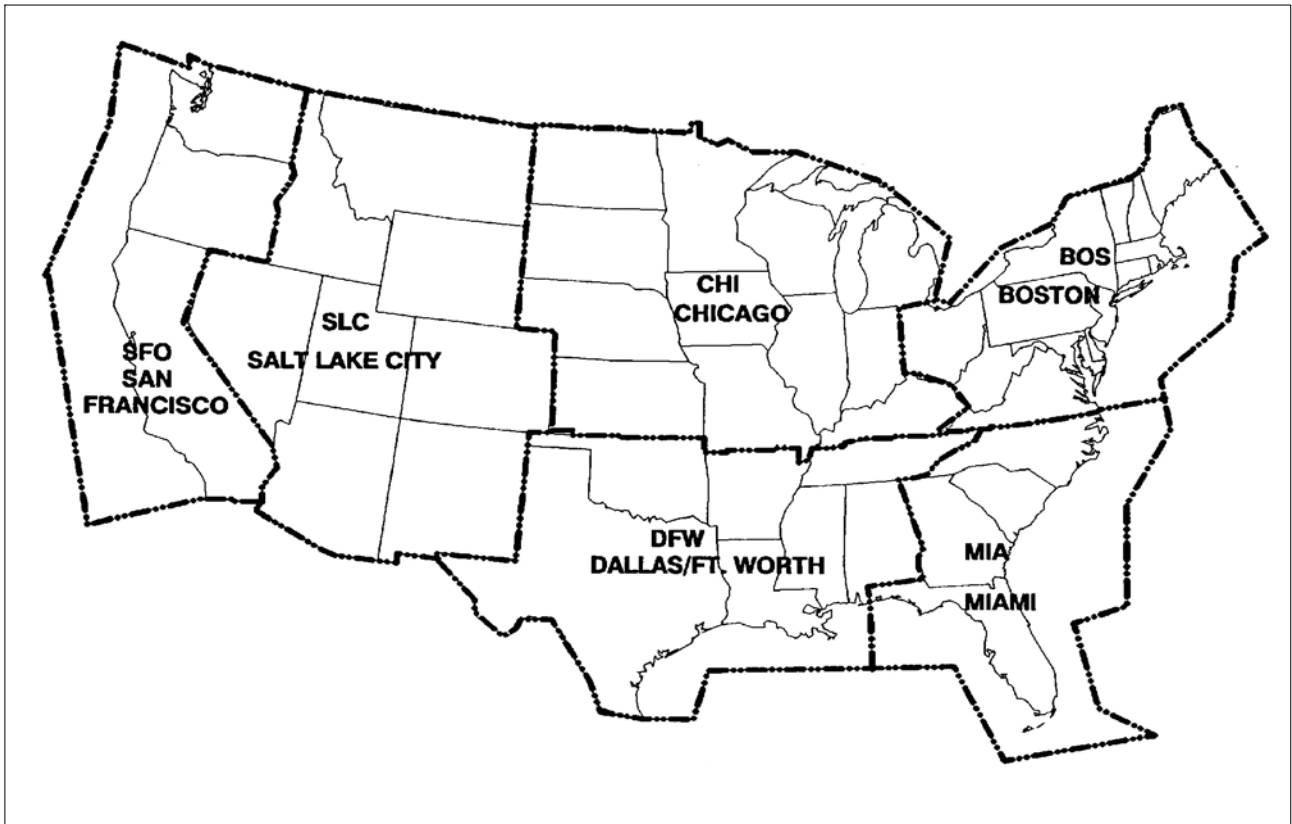 SFO
SAN
FRANCISCO
SLC
SALT LAKE CITY
CHI
CHICAGO
BOS
BOSTON
DFW
DALLAS/FT. WORTH
MIA
MIAMI